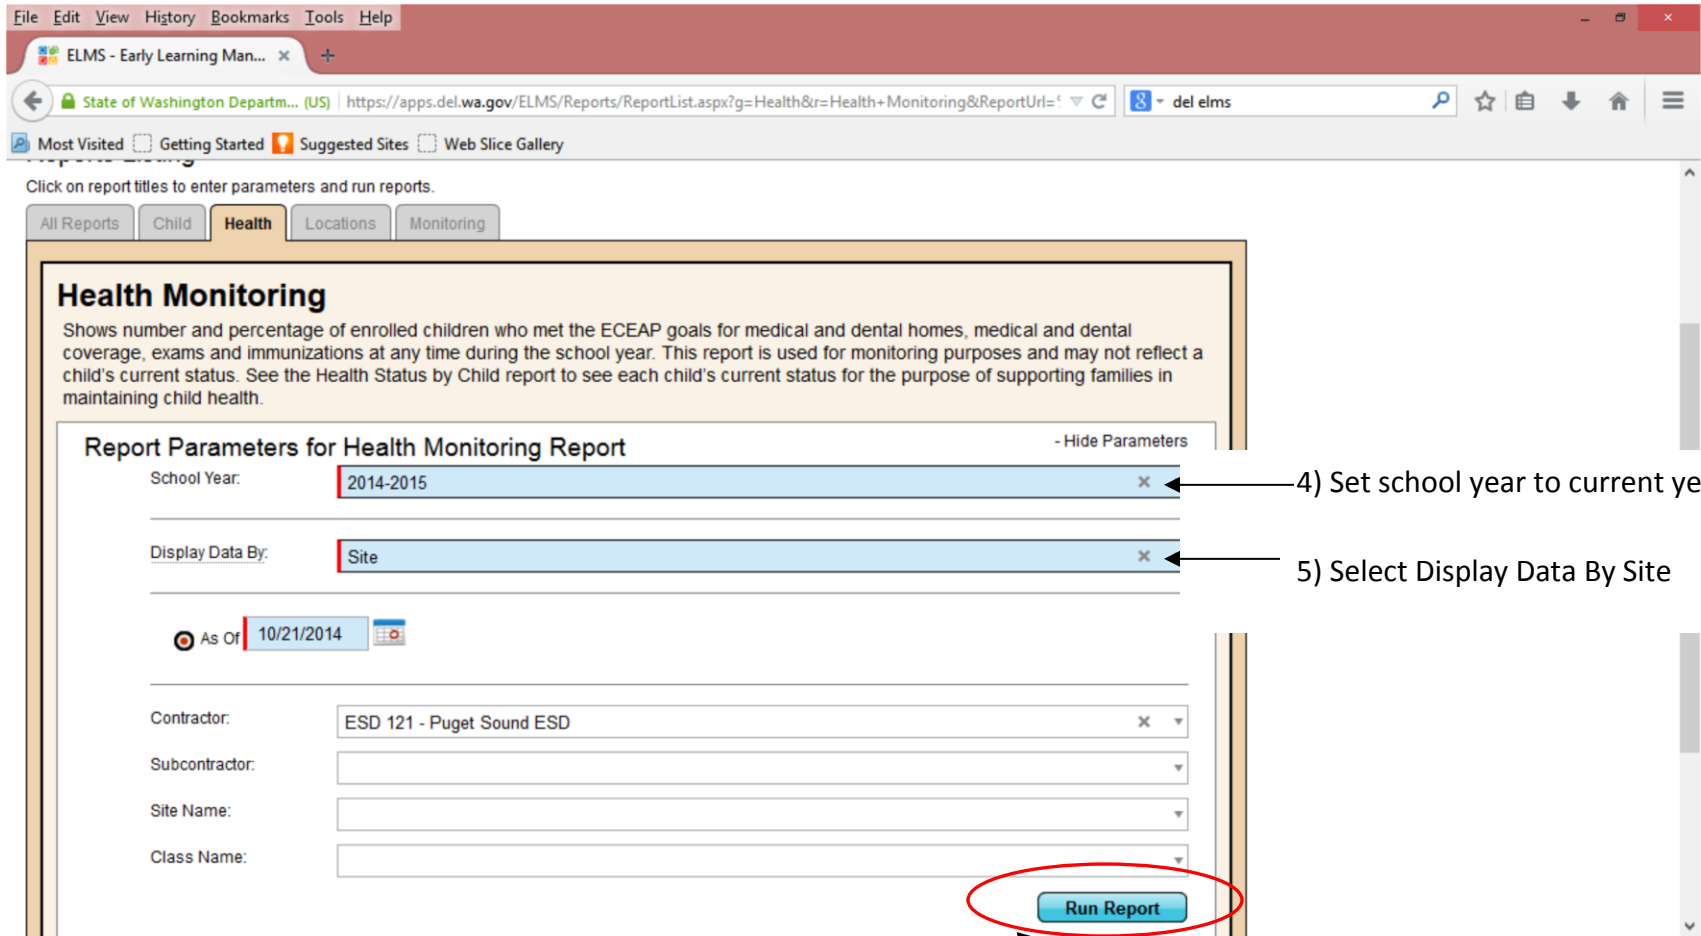 File Edit View History Bookmarks Tools Help
ELMS - Early Learning Man...
State of Washington Departm... (US) https://apps.del.wa.gov/ELMS/Reports/ReportList.aspx?g=Health&r=Health+Monitoring&ReportUrl= del elms
Most Visited Getting Started Suggested Sites Web Slice Gallery
Reports Listing
Click on report titles to enter parameters and run reports.
All Reports Child Health Locations Monitoring
Health Monitoring
Shows number and percentage of enrolled children who met the ECEAP goals for medical and dental homes, medical and dental
coverage, exams and immunizations at any time during the school year. This report is used for monitoring purposes and may not reflect a
child's current status. See the Health Status by Child report to see each child's current status for the purpose of supporting families in
maintaining child health.
Report Parameters for Health Monitoring Report
- Hide Parameters
School Year: 2014-2015
4) Set school year to current ye
Display Data By: Site
5) Select Display Data By Site
As Of 10/21/2014
Contractor: ESD 121 - Puget Sound ESD
Subcontractor:
Site Name:
Class Name:
Run Report